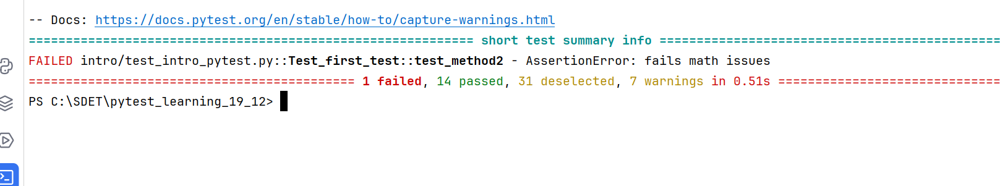 -- Docs: https://docs.pytest.org/en/stable/how-to/capture-warnings.html
============================================================ short test summary info ==============================================
FAILED intro/test_intro_pytest.py::Test_first_test::test_method2 - AssertionError: fails math issues
============================================ 1 failed, 14 passed, 31 deselected, 7 warnings in 0.51s ==============================
PS C:\SDET\pytest_learning_19_12>